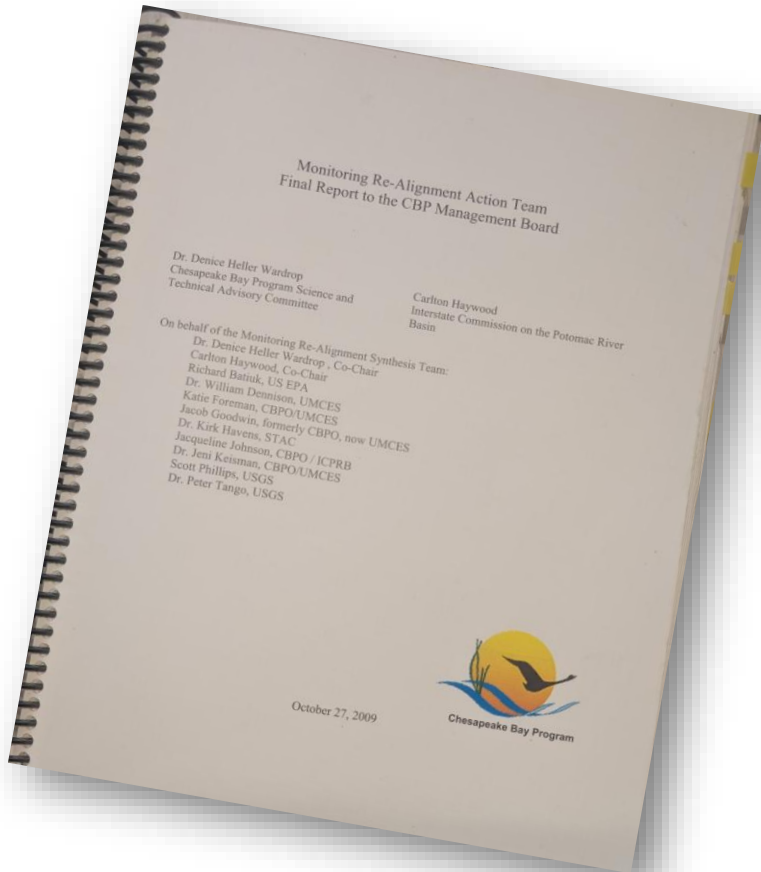 Monitoring Re-Alignment Action Team
Final Report to the CBP Management Board
Dr. Denice Heller Wardrop
Chesapeake Bay Program Science and
Technical Advisory Committee
Carlton Haywood
Interstate Commission on the Potomac River
Basin
On behalf of the Monitoring Re-Alignment Synthesis Team:
Dr. Denice Heller Wardrop , Co-Chair
Carlton Haywood, Co-Chair
Richard Batiuk, US EPA
Dr. William Dennison, UMCES
Katie Foreman, CBPO/UMCES
Jacob Goodwin, formerly CBPO, now UMCES
Dr. Kirk Havens, STAC
Jacqueline Johnson, CBPO / ICPRB
Dr. Jeni Keisman, CBPO/UMCES
Scott Phillips, USGS
Dr. Peter Tango, USGS
October 27, 2009
Chesapeake Bay Program